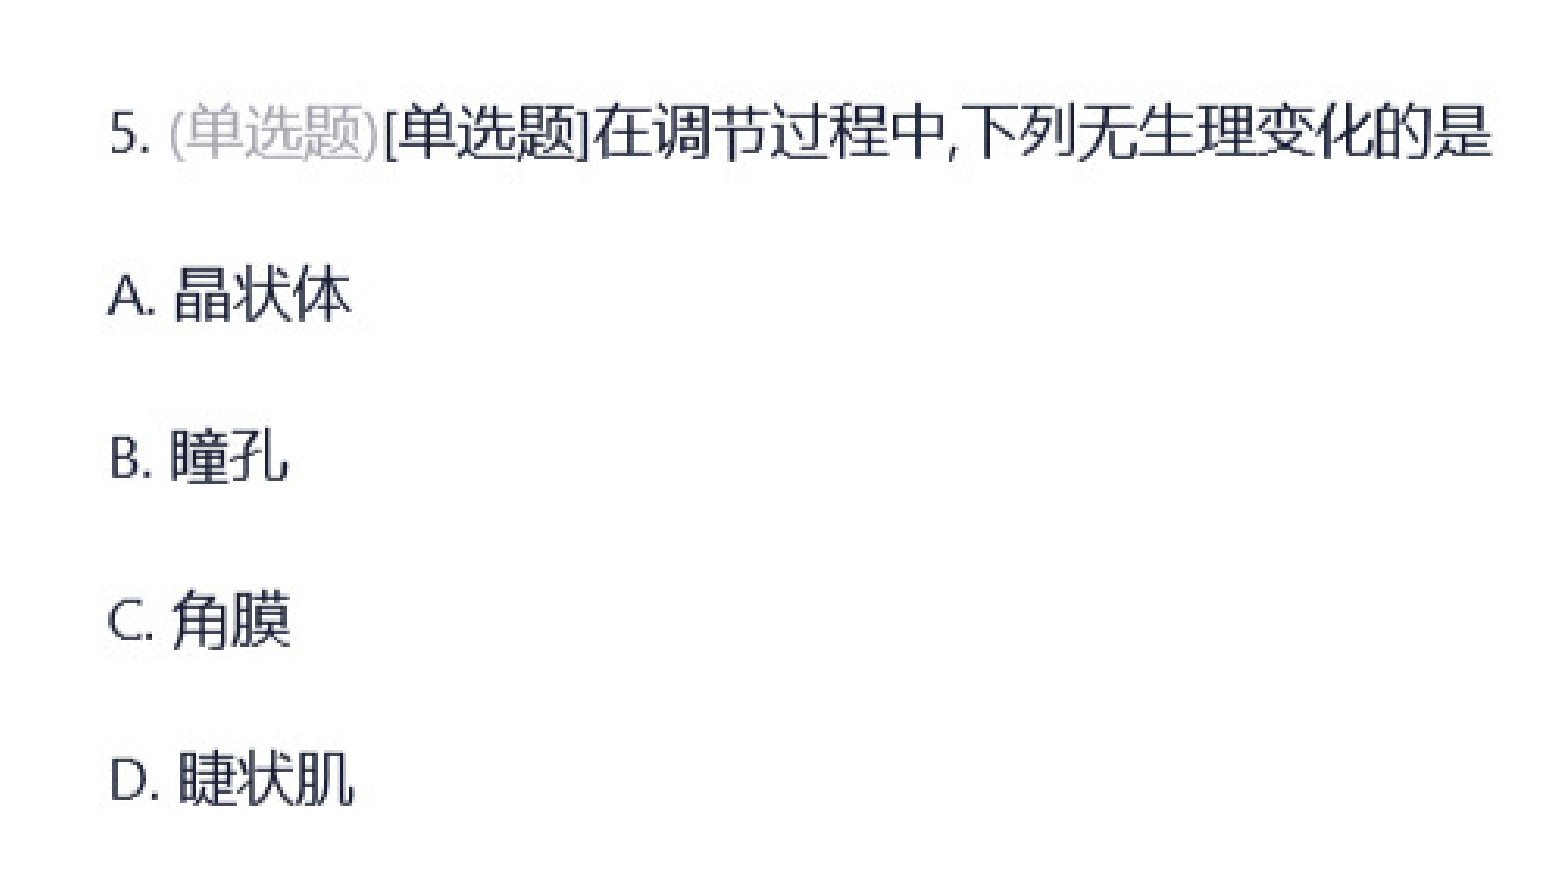 5. (单选题)[单选题]在调节过程中,下列无生理变化的是
A. 晶状体
B. 瞳孔
C. 角膜
D. 睫状肌